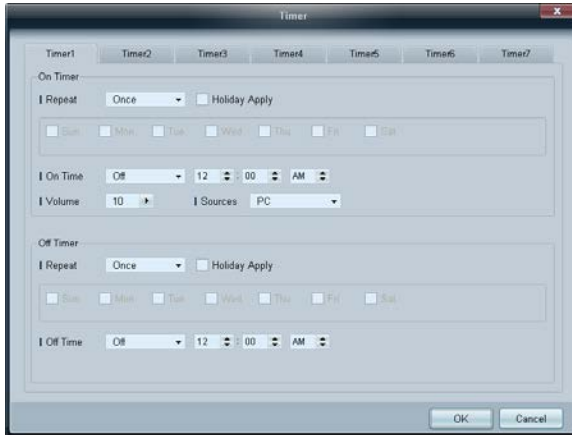 Timer
Timer1 Timer2 Timer3 Timer4 Timer5 Timer6 Timer7
On Timer
Repeat Once Holiday Apply
Sun Mon Tue Wed Thu Fri Sat
On Time Off 12 : 00 AM
Volume 10 Sources PC
Off Timer
Repeat Once Holiday Apply
Sun Mon Tue Wed Thu Fri Sat
Off Time Off 12 : 00 AM
OK Cancel